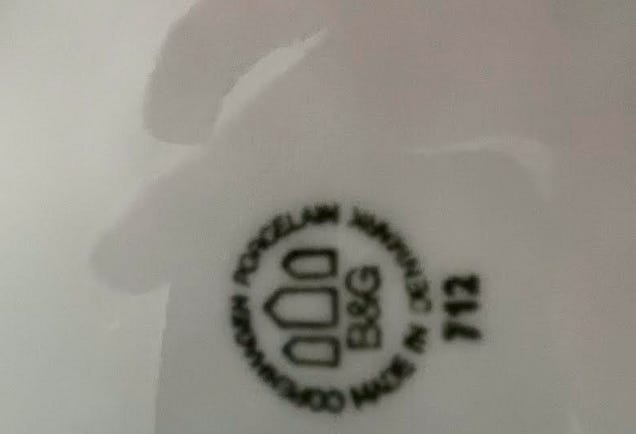 COPENHAGEN PORCELAIN
MADE IN DENMARK
B&G
712